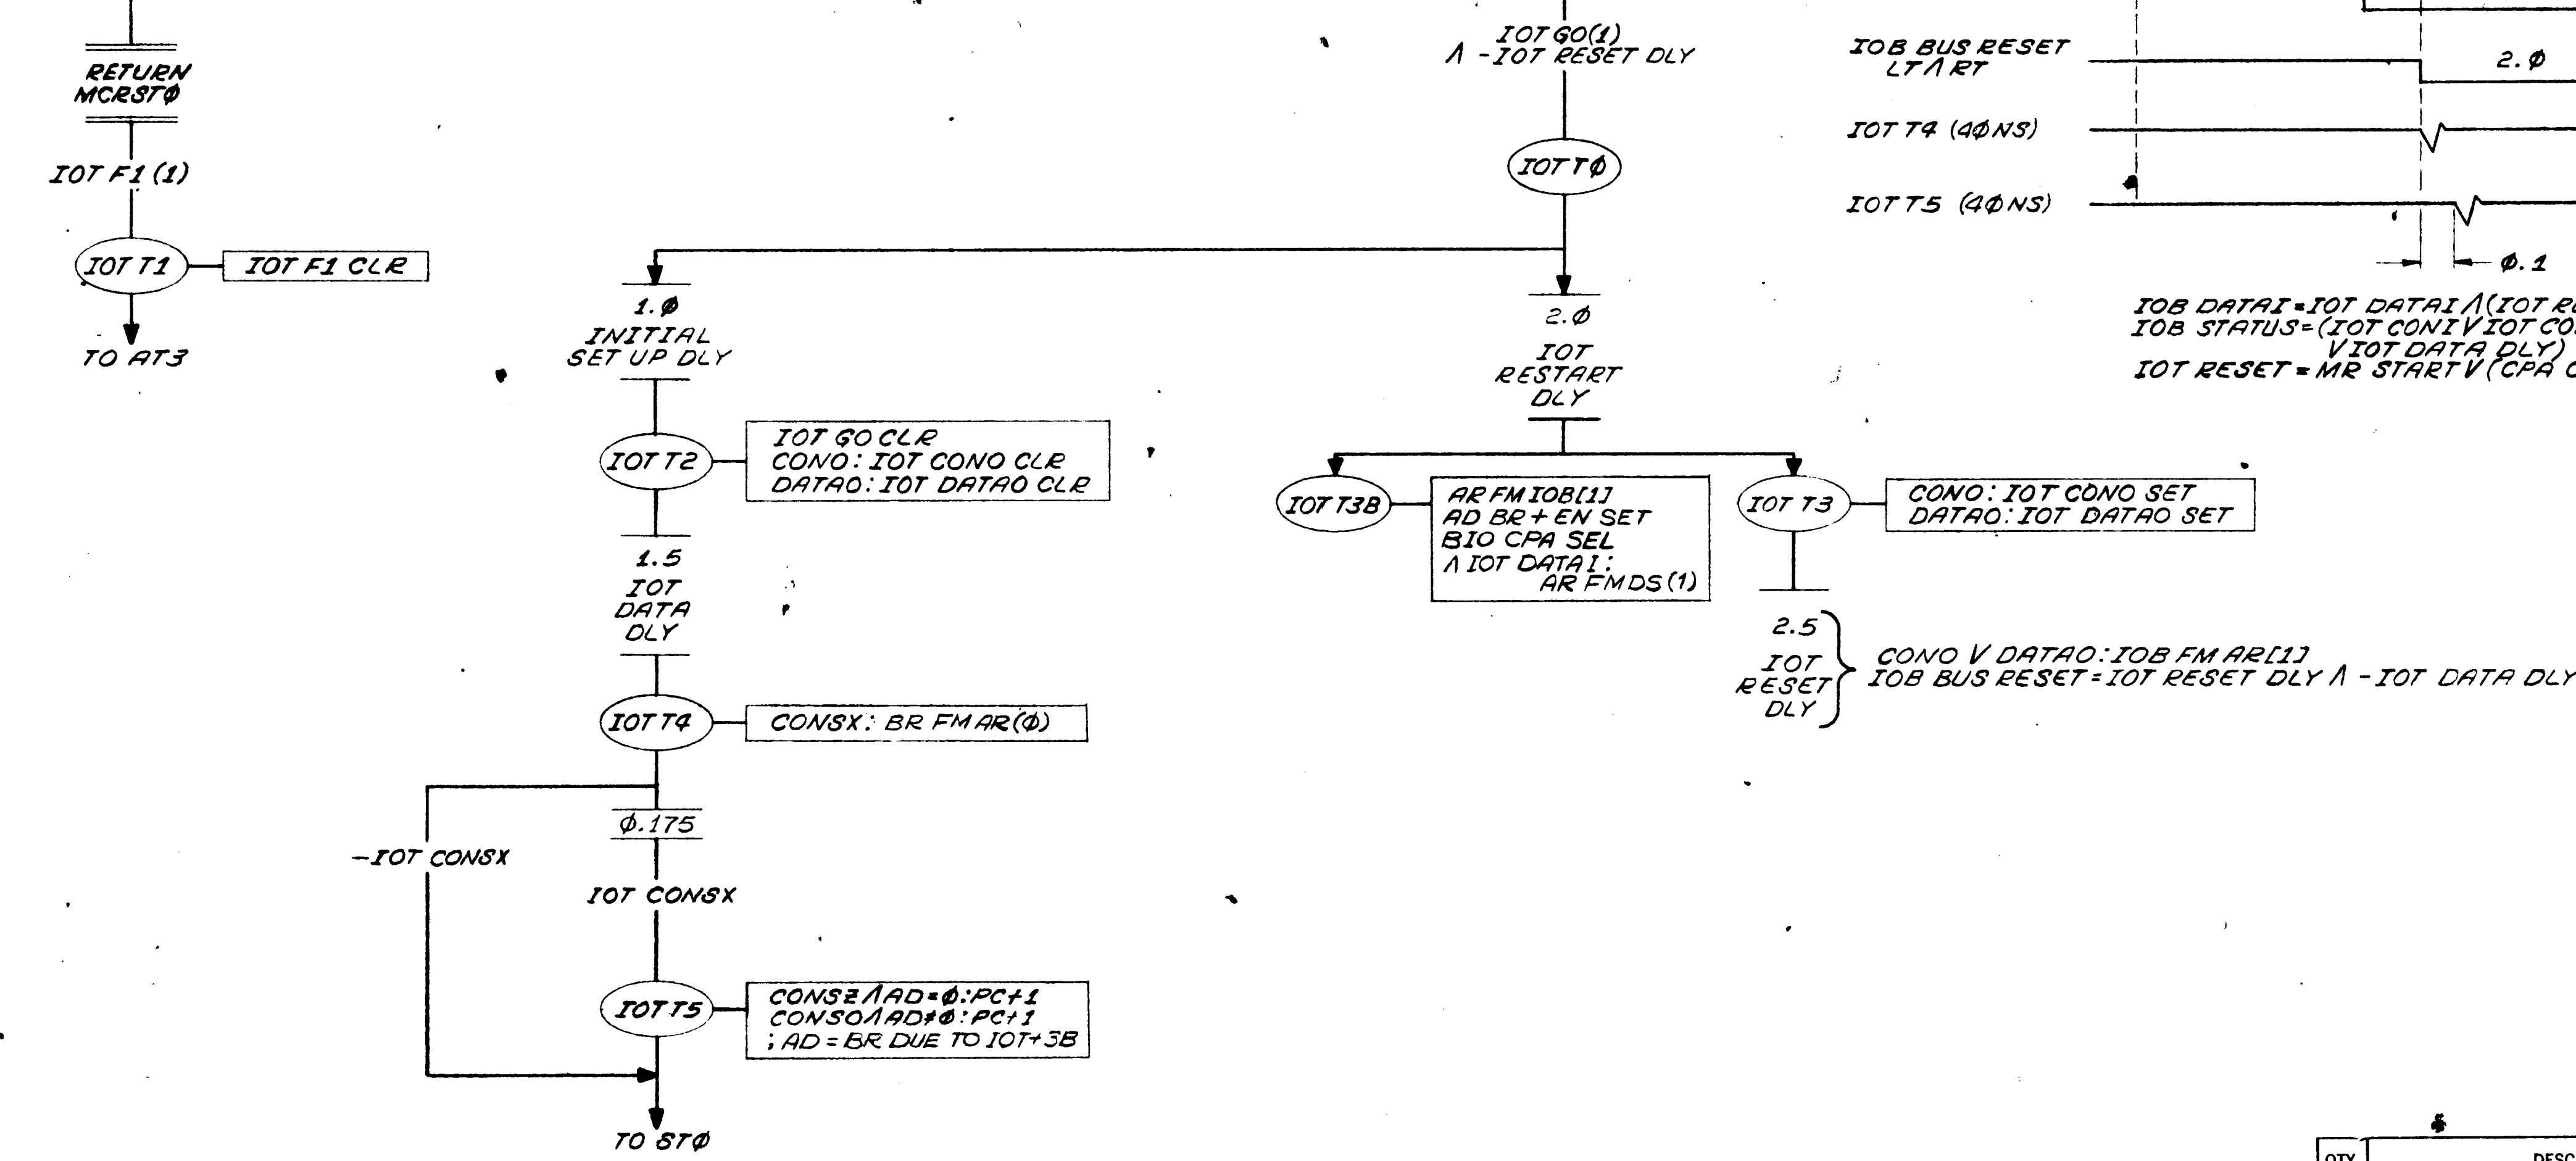 RETURN
MCRSTØ
IOT F1 (1)
IOT T1
IOT F1 CLR
TO AT3
IOT GO(1)
Λ -IOT RESET DLY
IOT TØ
1.Ø
INITIAL
SET UP DLY
IOT T2
IOT GO CLR
CONO: IOT CONO CLR
DATAO: IOT DATAO CLR
1.5
IOT
DATA
DLY
IOT T4
CONSX: BR FM AR(Ø)
-IOT CONSX
Ø.175
IOT CONSX
IOT T5
CONSZ Λ AD=Ø: PC+1
CONSO Λ AD≠Ø: PC+1
; AD = BR DUE TO IOT+3B
TO STØ
2.Ø
IOT
RESTART
DLY
IOT T3B
AR FM IOB[1]
AD BR + EN SET
BIO CPA SEL
Λ IOT DATAI:
AR FM DS(1)
IOT T3
CONO: IOT CONO SET
DATAO: IOT DATAO SET
2.5
IOT
RESET
DLY
CONO V DATAO: IOB FM AR[1]
IOB BUS RESET = IOT RESET DLY Λ -IOT DATA DLY
IOB BUS RESET
LTΛRT
2.Ø
IOT T4 (4ØNS)
IOT T5 (4ØNS)
Ø.1
IOB DATAI=IOT DATAI Λ (IOT RE
IOB STATUS=(IOT CONI V IOT CO
V IOT DATA DLY)
IOT RESET = MR START V (CPA
QTY
DESC